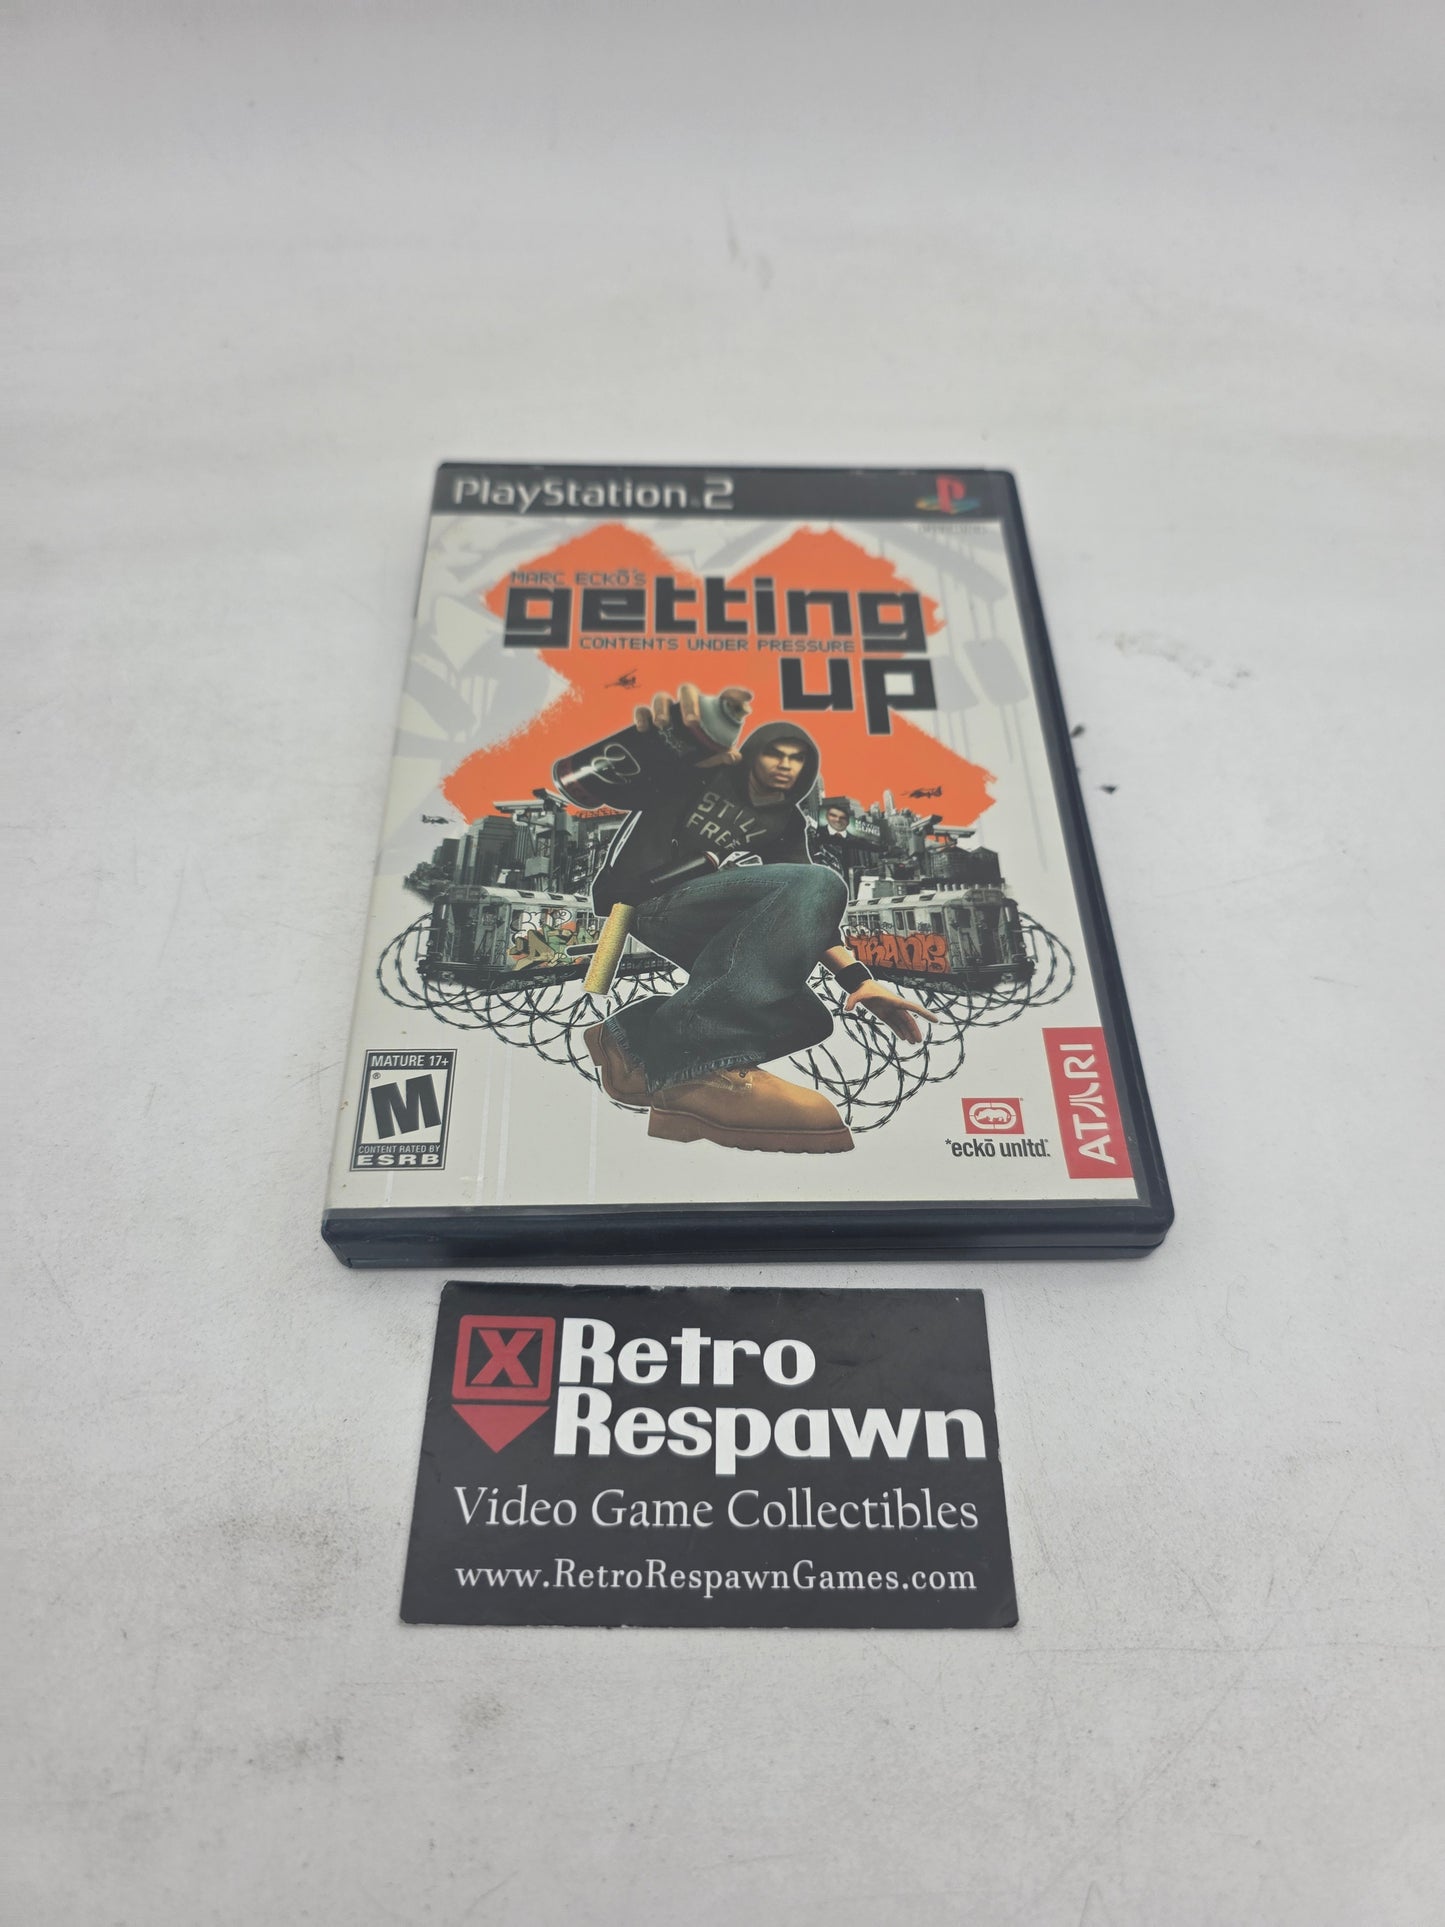 PlayStation.2
MARC ECKŌ'S
getting
CONTENTS UNDER PRESSURE
up
STILL
FREE
TRANE
MATURE 17+
M
®
CONTENT RATED BY
ESRB
*eckō unltd.
ATARI
X
Retro
Respawn
Video Game Collectibles
www.RetroRespawnGames.com